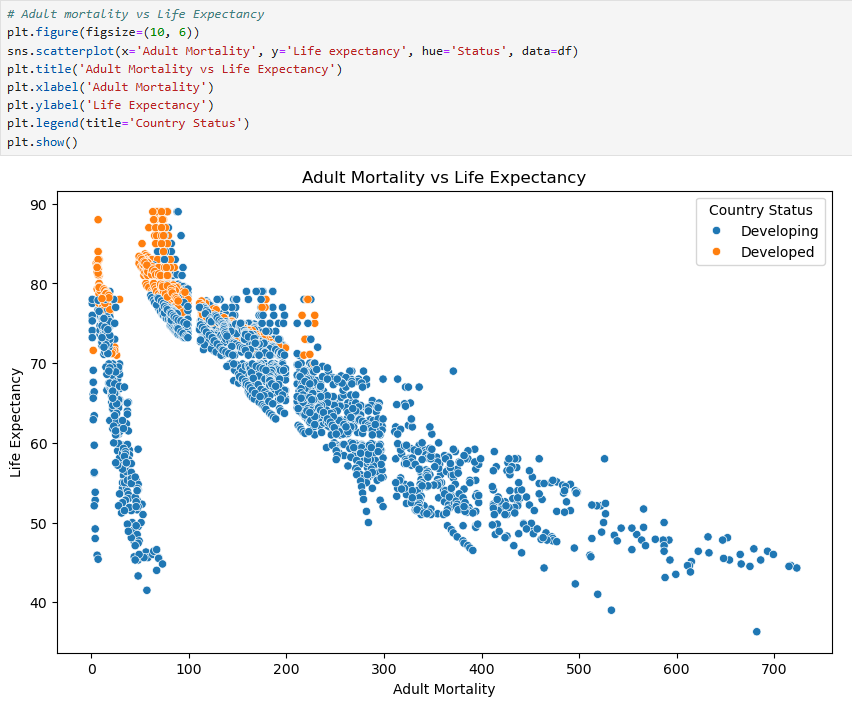 # Adult mortality vs Life Expectancy
plt.figure(figsize=(10, 6))
sns.scatterplot(x='Adult Mortality', y='Life expectancy', hue='Status', data=df)
plt.title('Adult Mortality vs Life Expectancy')
plt.xlabel('Adult Mortality')
plt.ylabel('Life Expectancy')
plt.legend(title='Country Status')
plt.show()
Adult Mortality vs Life Expectancy
Country Status
Developing
Developed
90
80
70
60
50
40
Life Expectancy
0 100 200 300 400 500 600 700
Adult Mortality